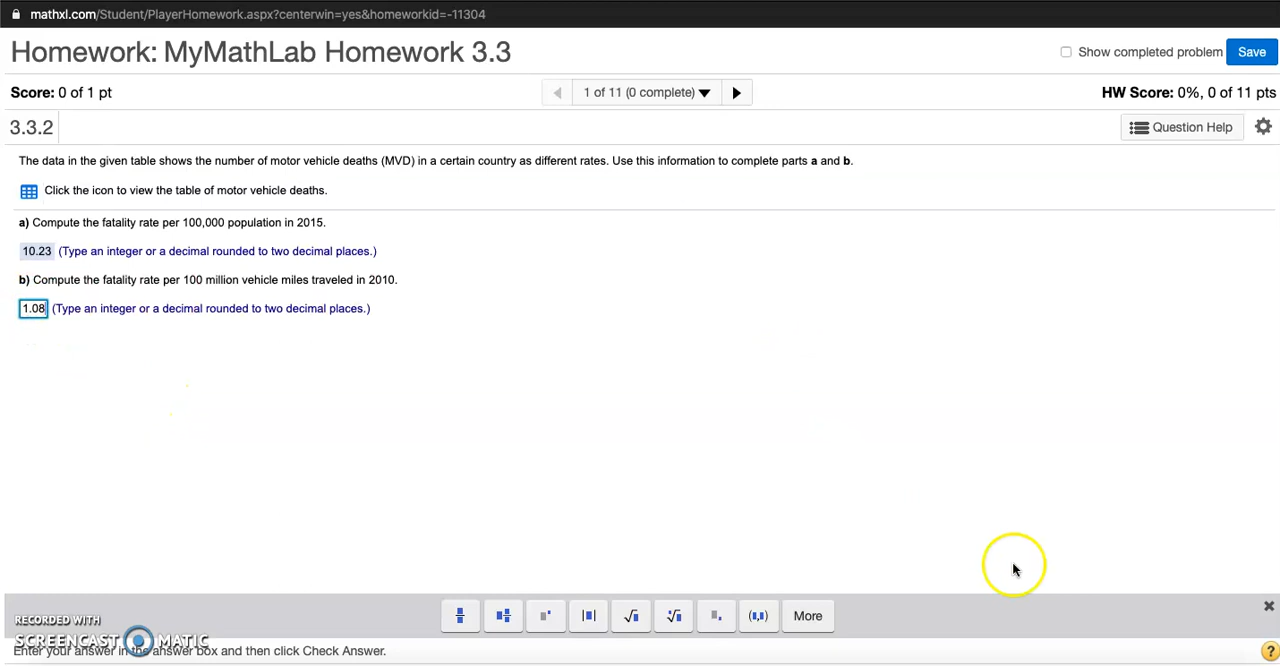 mathxl.com/Student/PlayerHomework.aspx?centerwin=yes&homeworkid=-11304
Homework: MyMathLab Homework 3.3
Show completed problem
Save
Score: 0 of 1 pt
1 of 11 (0 complete)
HW Score: 0%, 0 of 11 pts
3.3.2
Question Help
The data in the given table shows the number of motor vehicle deaths (MVD) in a certain country as different rates. Use this information to complete parts a and b.
Click the icon to view the table of motor vehicle deaths.
a) Compute the fatality rate per 100,000 population in 2015.
10.23 (Type an integer or a decimal rounded to two decimal places.)
b) Compute the fatality rate per 100 million vehicle miles traveled in 2010.
1.08 (Type an integer or a decimal rounded to two decimal places.)
More
RECORDED WITH
SCREENCAST MATIC
Enter your answer in the answer box and then click Check Answer.
?